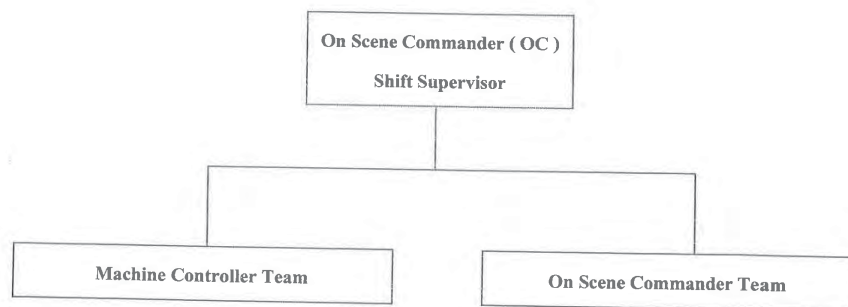 On Scene Commander ( OC )
Shift Supervisor
Machine Controller Team
On Scene Commander Team